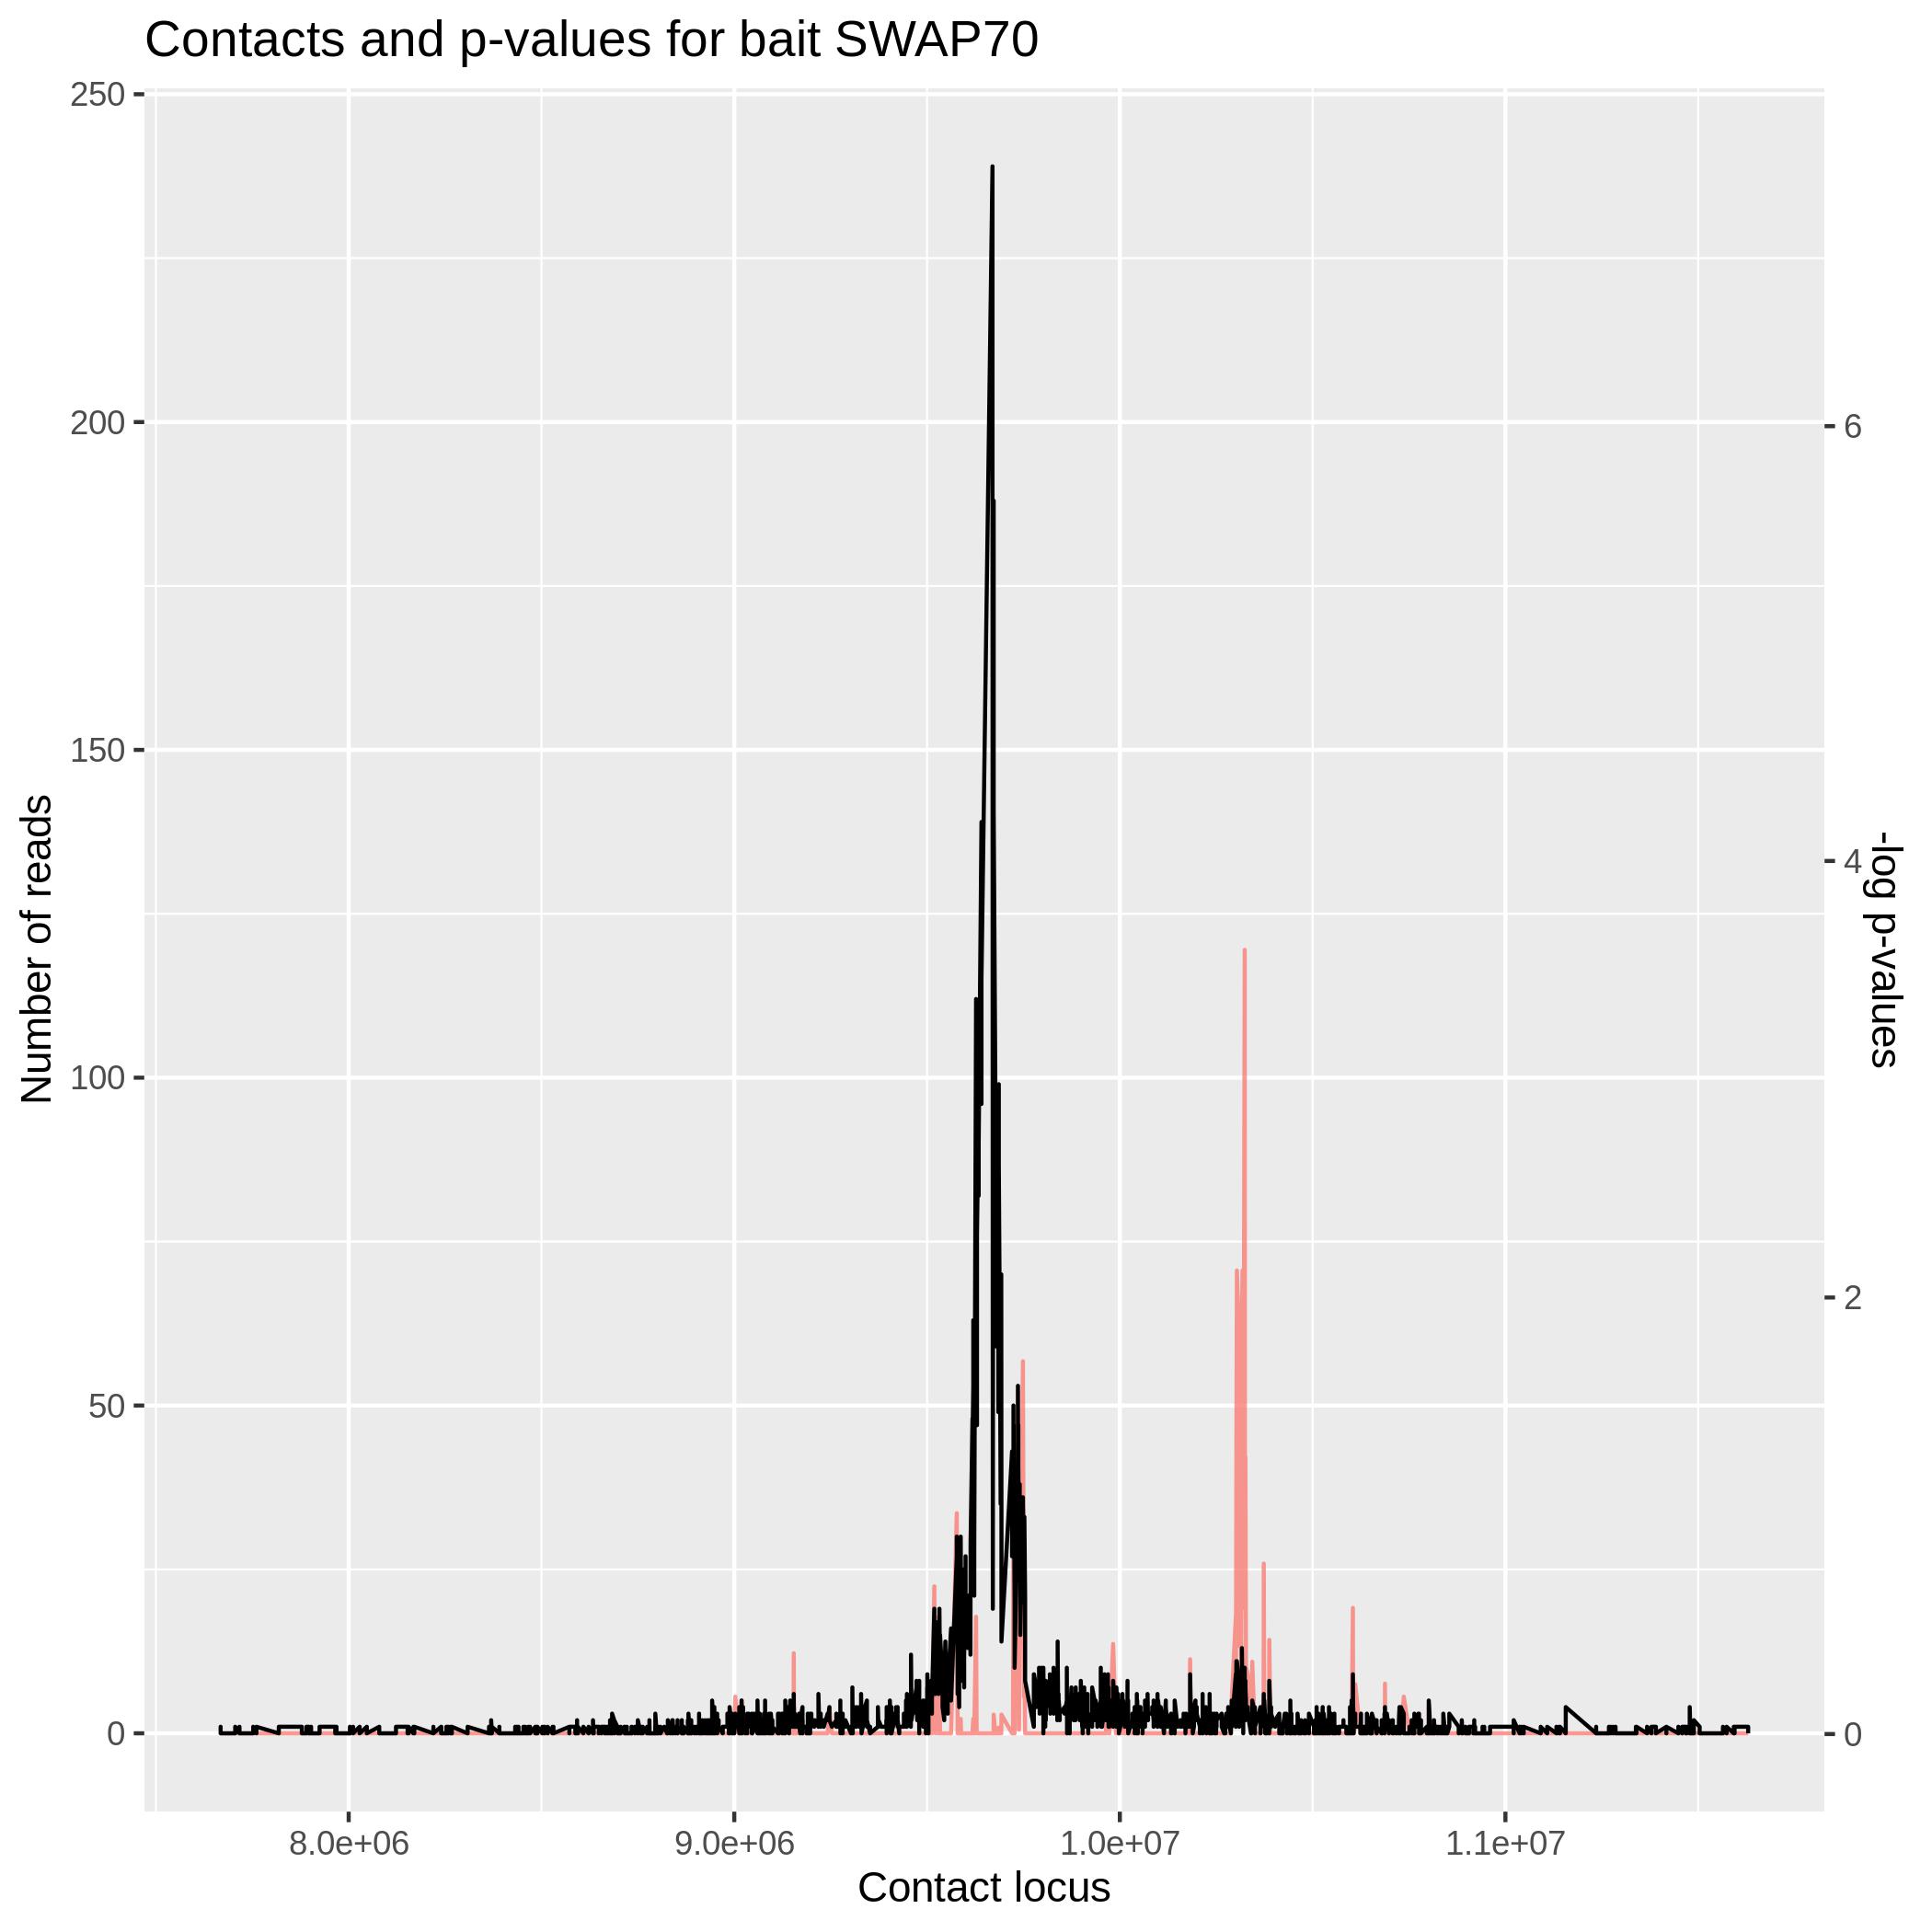 Contacts and p-values for bait SWAP70
250
200
150
100
50
0
Number of reads
6
4
2
0
-log p-values
8.0e+06
9.0e+06
1.0e+07
1.1e+07
Contact locus